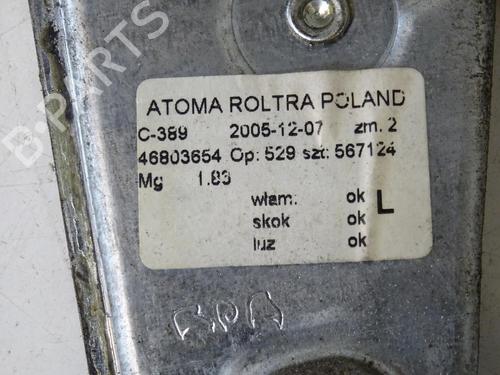 B-PARTS
ATOMA ROLTRA POLAND
C-389 2005-12-07 zm. 2
46803654 Op: 529 szt: 567124
Mg 1.83
włam: ok L
skok ok
luz ok